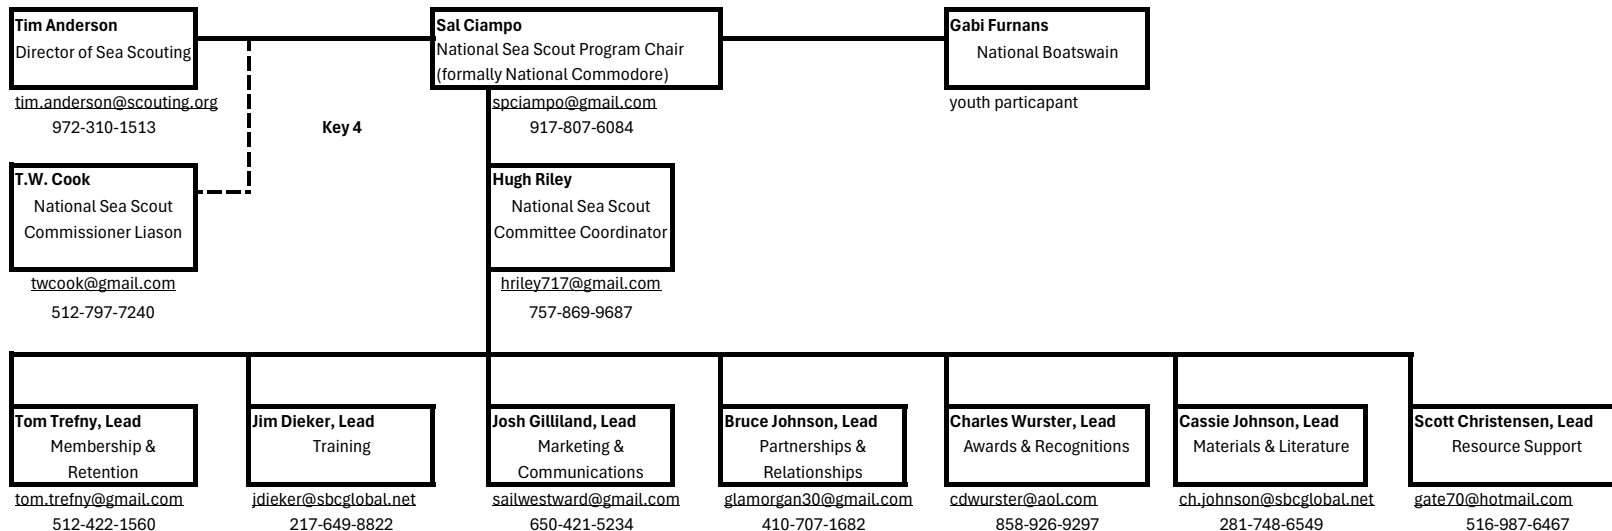 Tim Anderson
Director of Sea Scouting
tim.anderson@scouting.org
972-310-1513
Sal Ciampo
National Sea Scout Program Chair
(formally National Commodore)
spciampo@gmail.com
917-807-6084
Gabi Furnans
National Boatswain
youth particapant
Key 4
T.W. Cook
National Sea Scout
Commissioner Liason
twcook@gmail.com
512-797-7240
Hugh Riley
National Sea Scout
Committee Coordinator
hriley717@gmail.com
757-869-9687
Tom Trefny, Lead
Membership &
Retention
tom.trefny@gmail.com
512-422-1560
Jim Dieker, Lead
Training
jdieker@sbcglobal.net
217-649-8822
Josh Gilliland, Lead
Marketing &
Communications
sailwestward@gmail.com
650-421-5234
Bruce Johnson, Lead
Partnerships &
Relationships
glamorgan30@gmail.com
410-707-1682
Charles Wurster, Lead
Awards & Recognitions
cdwurster@aol.com
858-926-9297
Cassie Johnson, Lead
Materials & Literature
ch.johnson@sbcglobal.net
281-748-6549
Scott Christensen, Lead
Resource Support
gate70@hotmail.com
516-987-6467